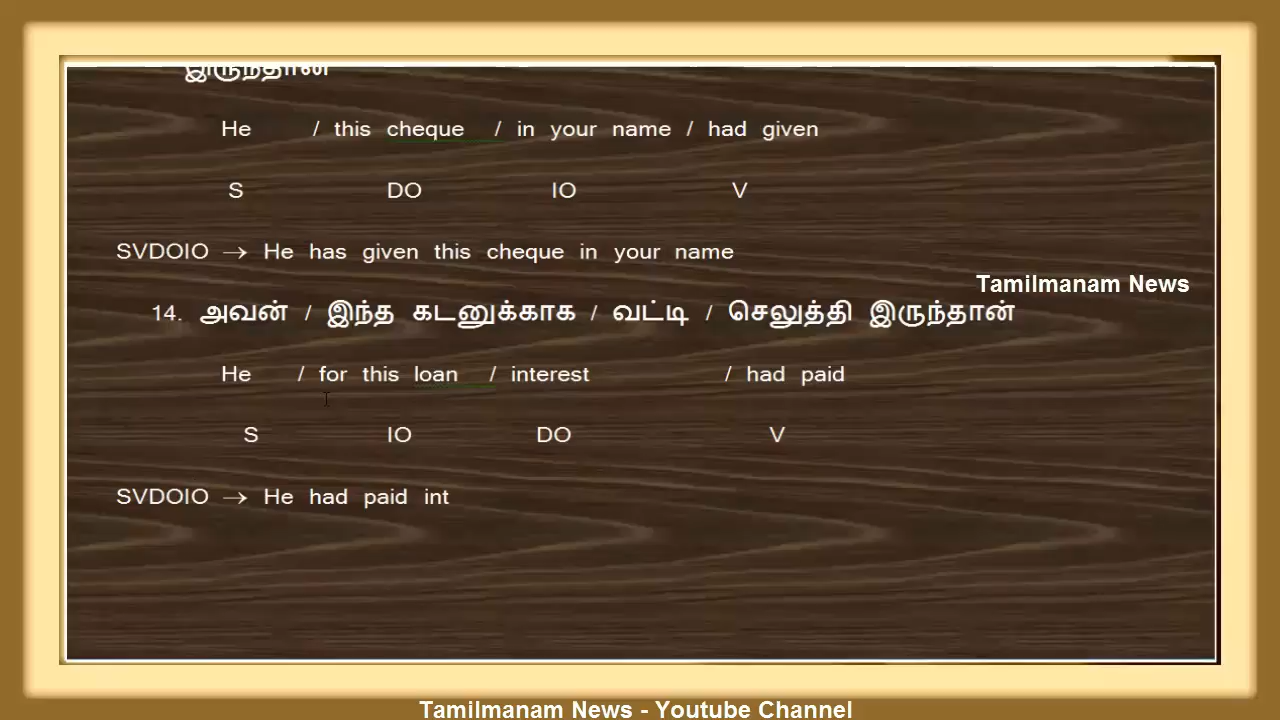 இருந்தான்
He / this cheque / in your name / had given
S DO IO V
SVDOIO → He has given this cheque in your name
Tamilmanam News
14. அவன் / இந்த கடனுக்காக / வட்டி / செலுத்தி இருந்தான்
He / for this loan / interest / had paid
S IO DO V
SVDOIO → He had paid int
Tamilmanam News - Youtube Channel